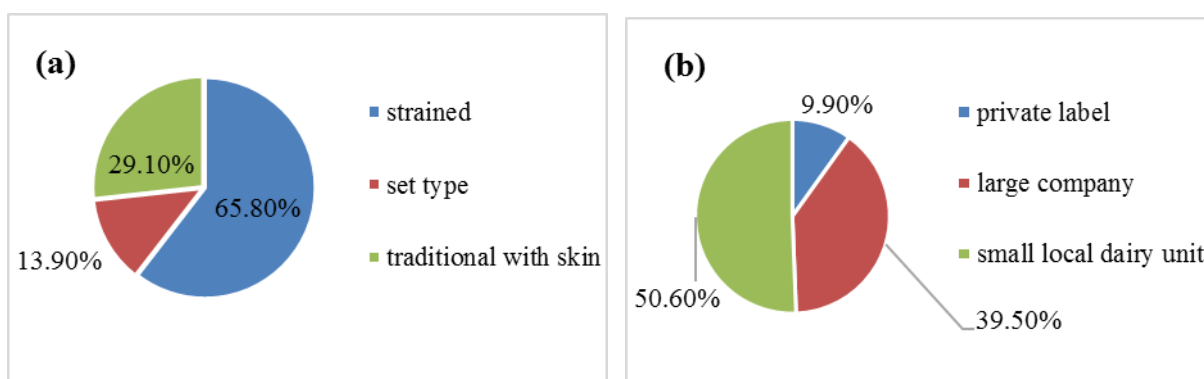 (a)
strained
set type
traditional with skin
29.10%
65.80%
13.90%
(b)
9.90%
private label
large company
small local dairy unit
50.60%
39.50%